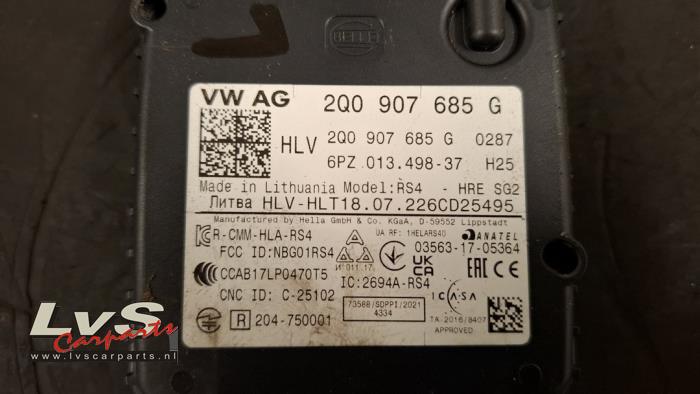 HELLA
VW AG 2Q0 907 685 G
HLV 2Q0 907 685 G 0287
6PZ 013.498-37 H25
Made in Lithuania Model:RS4 - HRE SG2
Литва HLV-HLT18.07.226CD25495
Manufactured by Hella GmbH & Co. KGaA, D-59552 Lippstadt
R-CMM-HLA-RS4 UA RF: 1HELARS40 ANATEL
FCC ID:NBG01RS4 03563-17-05364
CCAB17LP0470T5 UK CA EAC CE
IC:2694A-RS4
CNC ID: C-25102 73588/SDPPI/2021 ICASA
4334
R 204-750001 TA-2016/8407
APPROVED
LvS
Carparts
www.lvscarparts.nl